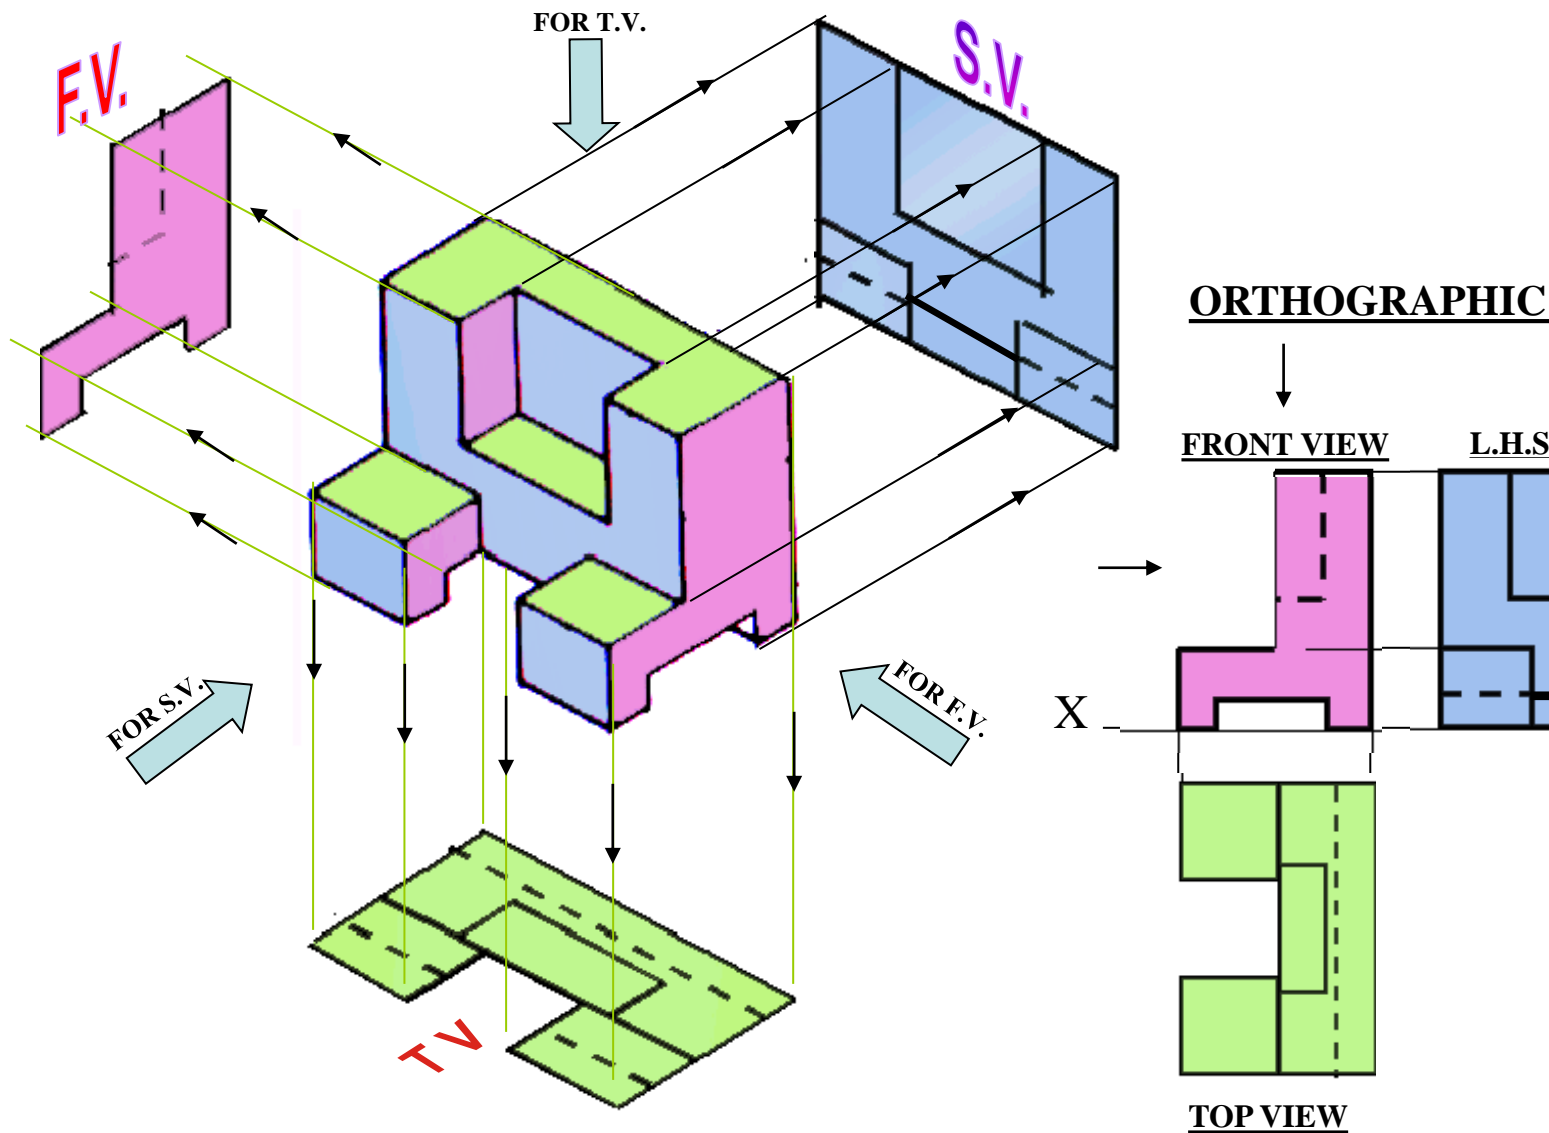 FOR T.V.
F.V.
S.V.
ORTHOGRAPHIC
FRONT VIEW
L.H.S
FOR S.V.
FOR F.V.
X
T V
TOP VIEW